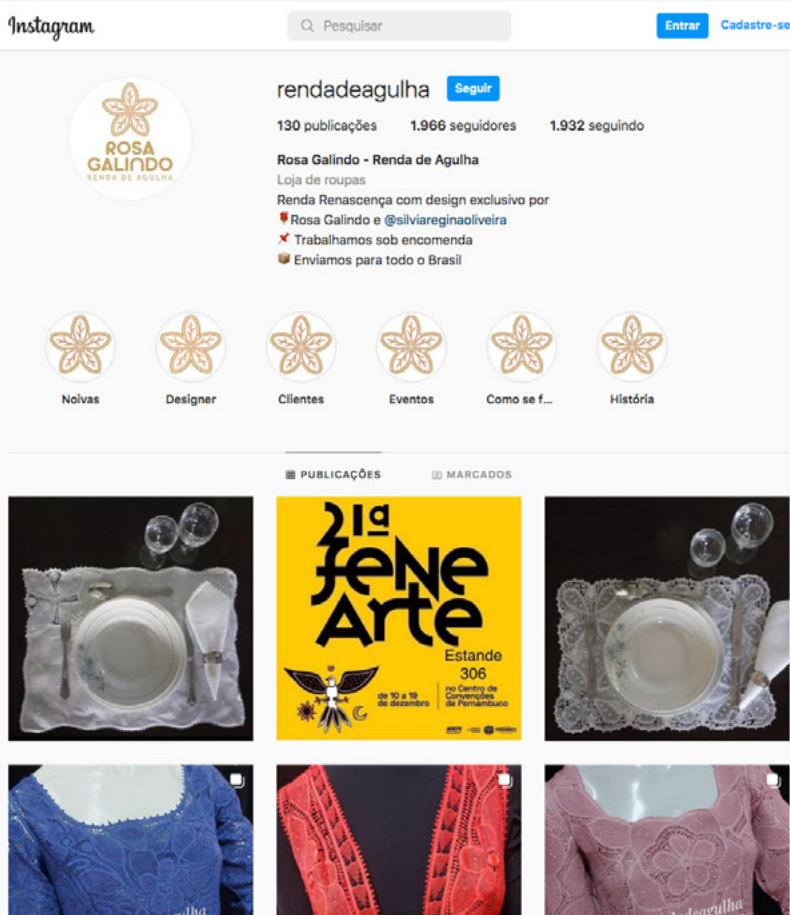 Instagram
Pesquisar
Entrar
Cadastre-se
ROSA
GALINDO
RENDA DE AGULHA
rendadeagulha
Seguir
130 publicações 1.966 seguidores 1.932 seguindo
Rosa Galindo - Renda de Agulha
Loja de roupas
Renda Renascença com design exclusivo por
🌹Rosa Galindo e @silviareginaoliveira
📌 Trabalhamos sob encomenda
📦 Enviamos para todo o Brasil
Noivas Designer Clientes Eventos Como se f... História
PUBLICAÇÕES MARCADOS
21ª
feNe
Arte
Estande
306
de 10 a 19
de dezembro
no Centro de
Convenções
de Pernambuco